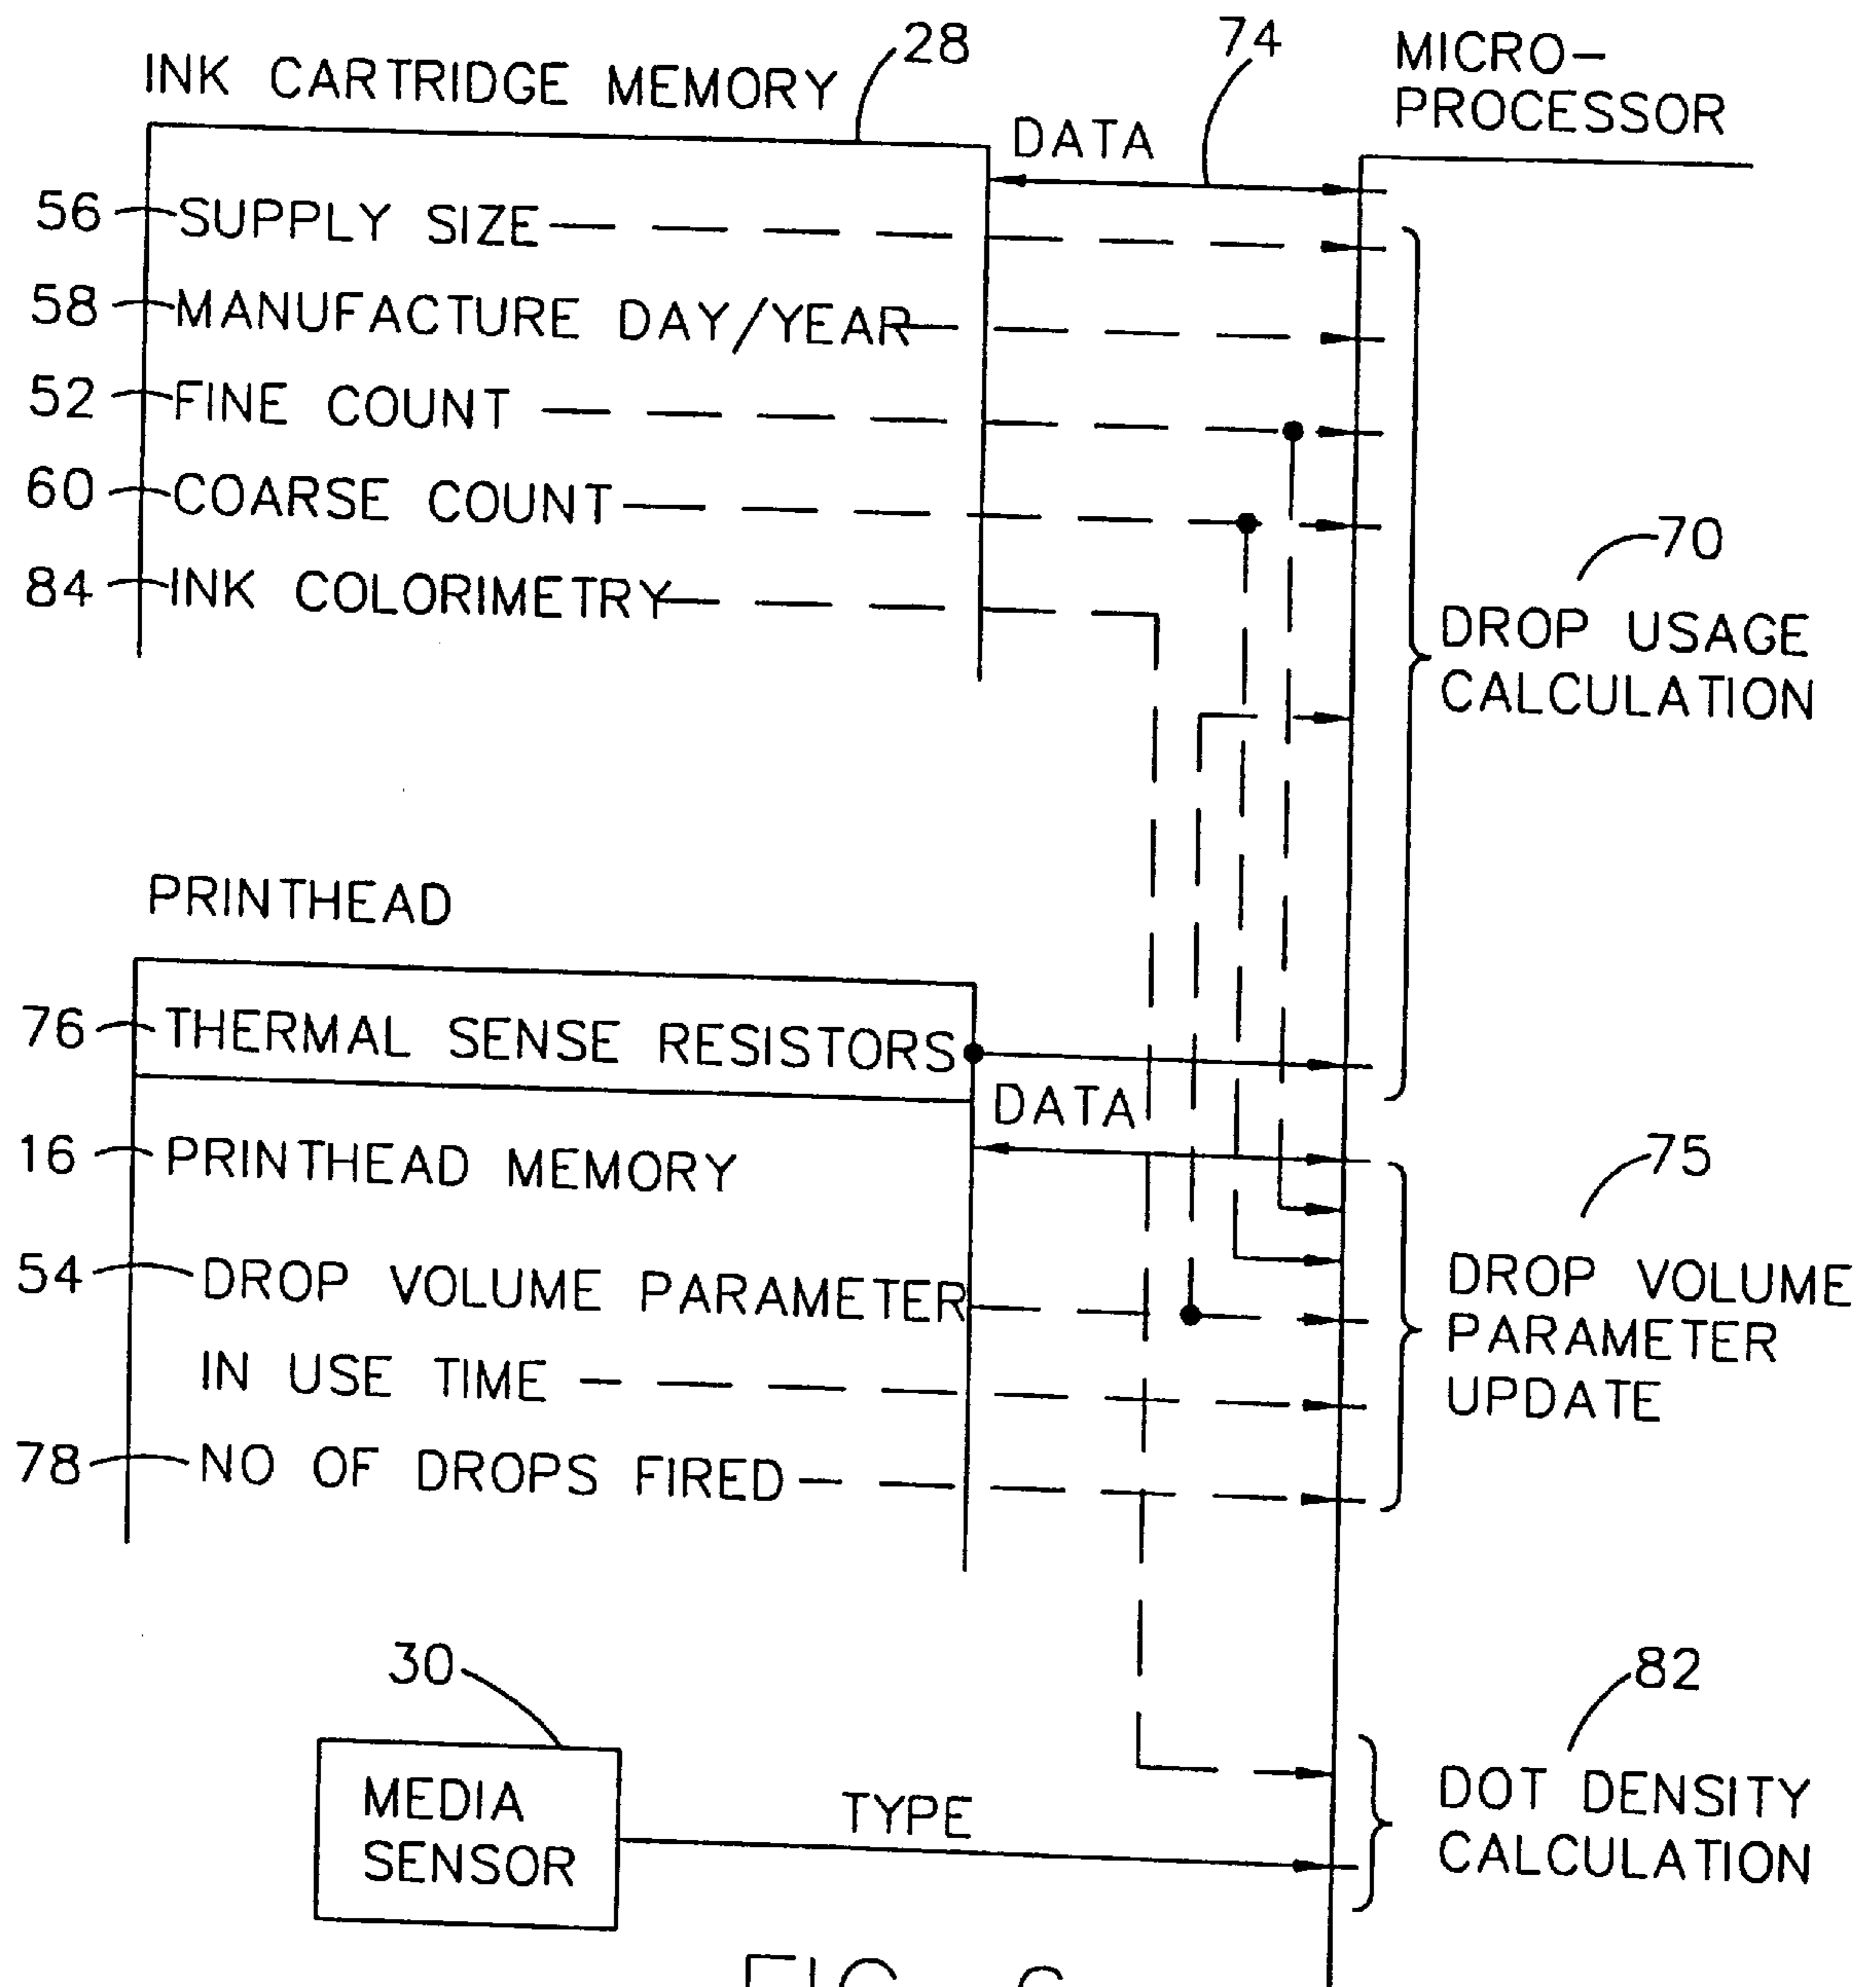 INK CARTRIDGE MEMORY
28
74
MICRO-
PROCESSOR
DATA
56 SUPPLY SIZE
58 MANUFACTURE DAY/YEAR
52 FINE COUNT
60 COARSE COUNT
84 INK COLORIMETRY
70
DROP USAGE
CALCULATION
PRINTHEAD
76 THERMAL SENSE RESISTORS
DATA
16 PRINTHEAD MEMORY
54 DROP VOLUME PARAMETER
IN USE TIME
78 NO OF DROPS FIRED
75
DROP VOLUME
PARAMETER
UPDATE
30
MEDIA
SENSOR
TYPE
82
DOT DENSITY
CALCULATION